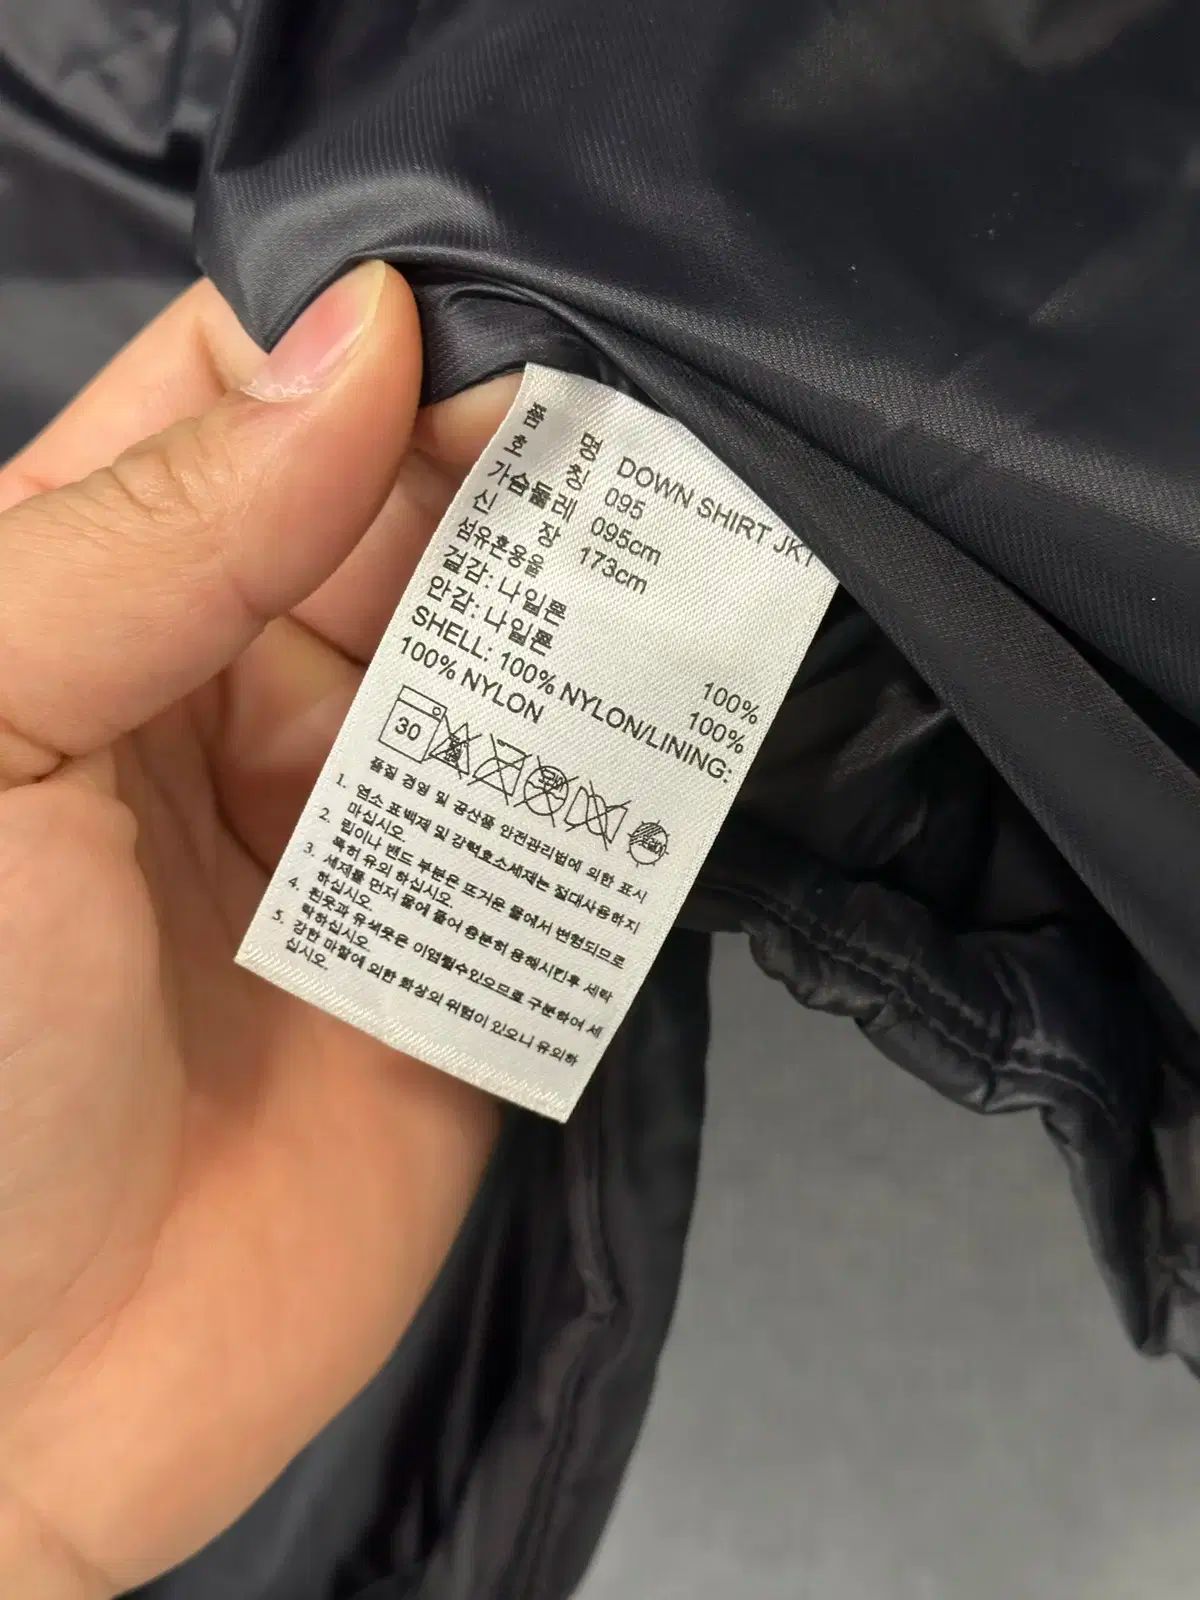 품 명 DOWN SHIRT JKT
호 칭 095
가슴둘레 095cm
신 장 173cm
섬유혼용율
겉감: 나일론 100%
안감: 나일론 100%
SHELL: 100% NYLON/LINING:
100% NYLON
30
품질 경영 및 공산품 안전관리법에 의한 표시
1. 염소 표백제 및 강력효소세제는 절대사용하지
마십시오.
2. 립이나 밴드 부분은 뜨거운 물에서 변형되므로
특히 유의 하십시오.
3. 세제를 먼저 물에 풀어 충분히 용해시킨후 세탁
하십시오.
4. 흰옷과 유색옷은 이염될수있으므로 구분하여 세
탁하십시오.
5. 강한 마찰에 의한 화상의 위험이 있으니 유의하
십시오.